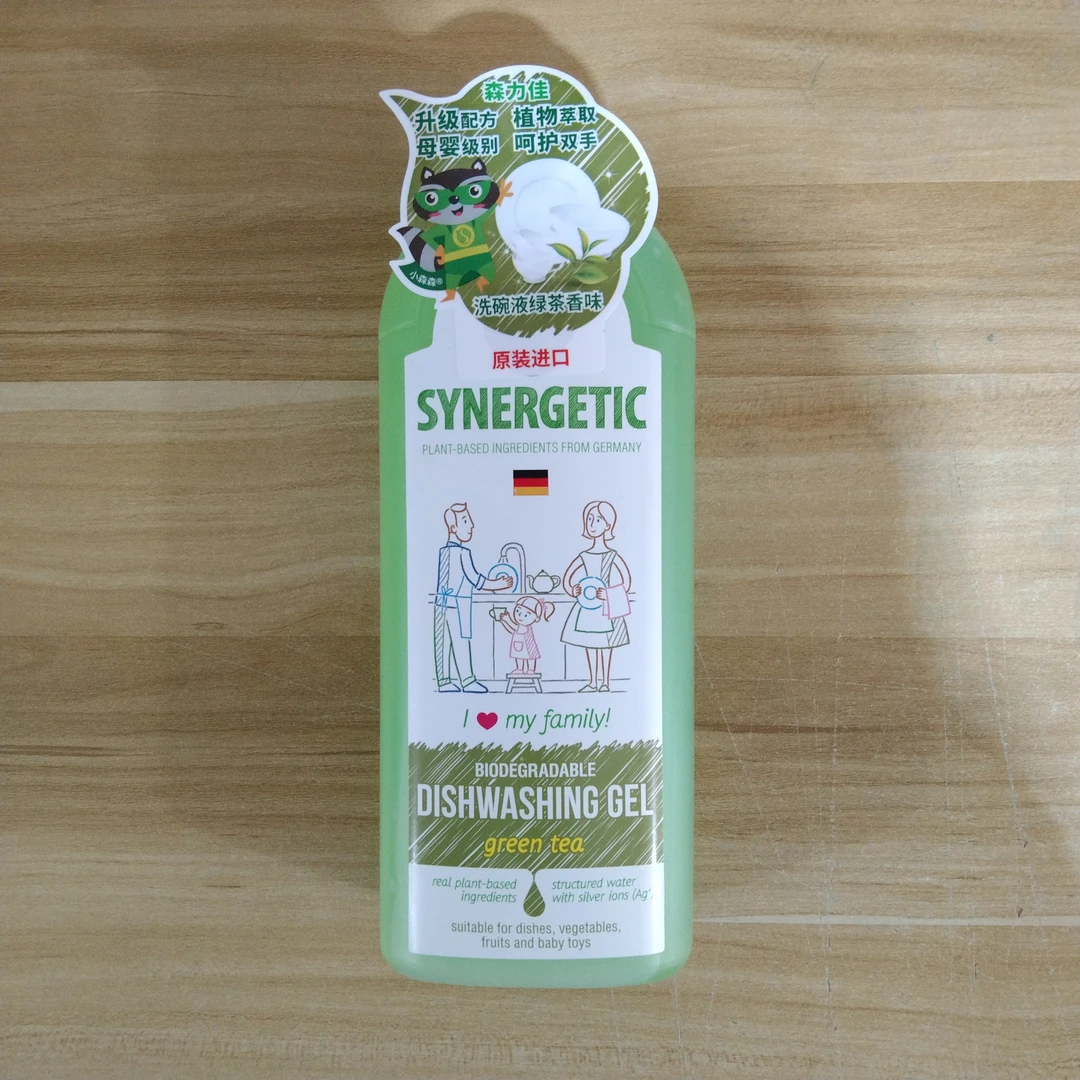 森力佳
升级配方 植物萃取
母婴级别 呵护双手
小森森®
洗碗液绿茶香味
原装进口
SYNERGETIC
PLANT-BASED INGREDIENTS FROM GERMANY
I ❤ my family!
BIODEGRADABLE
DISHWASHING GEL
green tea
real plant-based
ingredients
structured water
with silver ions (Ag⁺)
suitable for dishes, vegetables,
fruits and baby toys